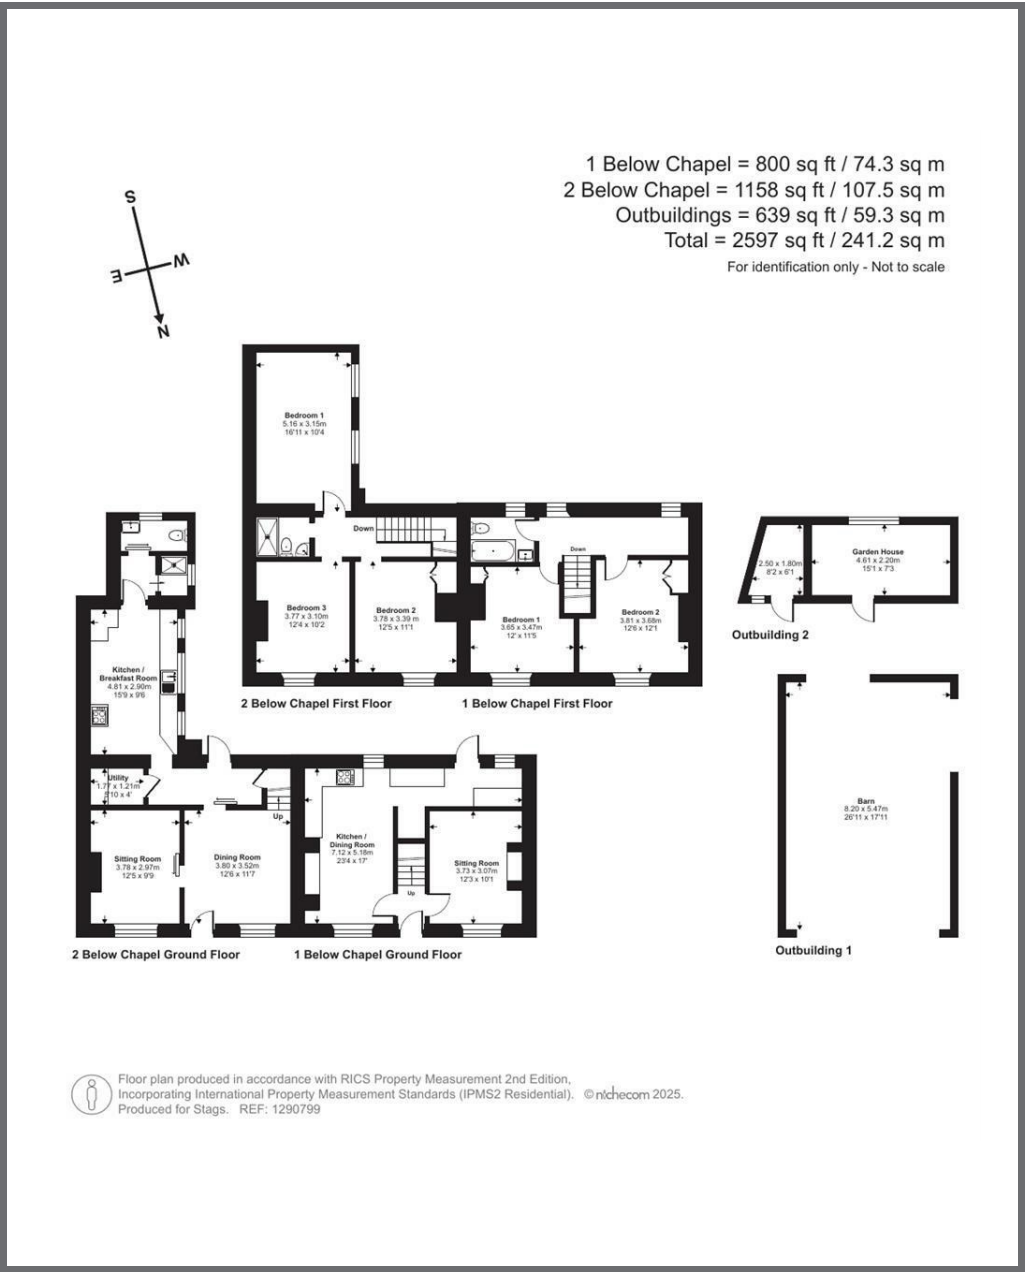 1 Below Chapel = 800 sq ft / 74.3 sq m
2 Below Chapel = 1158 sq ft / 107.5 sq m
Outbuildings = 639 sq ft / 59.3 sq m
Total = 2597 sq ft / 241.2 sq m
For identification only - Not to scale
S
W
E
N
Bedroom 1
5.16 x 3.15m
16'11 x 10'4
Down
Bedroom 3
3.77 x 3.10m
12'4 x 10'2
Bedroom 2
3.78 x 3.39 m
12'5 x 11'1
2 Below Chapel First Floor
Down
Bedroom 1
3.65 x 3.47m
12' x 11'5
Bedroom 2
3.81 x 3.68m
12'6 x 12'1
1 Below Chapel First Floor
2.50 x 1.80m
8'2 x 6'1
Garden House
4.61 x 2.20m
15'1 x 7'3
Outbuilding 2
Kitchen /
Breakfast Room
4.81 x 2.90m
15'9 x 9'6
Utility
1.77 x 1.21m
5'10 x 4'
Up
Sitting Room
3.78 x 2.97m
12'5 x 9'9
Dining Room
3.80 x 3.52m
12'6 x 11'7
2 Below Chapel Ground Floor
Kitchen /
Dining Room
7.12 x 5.18m
23'4 x 17'
Up
Sitting Room
3.73 x 3.07m
12'3 x 10'1
1 Below Chapel Ground Floor
Barn
8.20 x 5.47m
26'11 x 17'11
Outbuilding 1
Floor plan produced in accordance with RICS Property Measurement 2nd Edition,
Incorporating International Property Measurement Standards (IPMS2 Residential). © nichecom 2025.
Produced for Stags. REF: 1290799